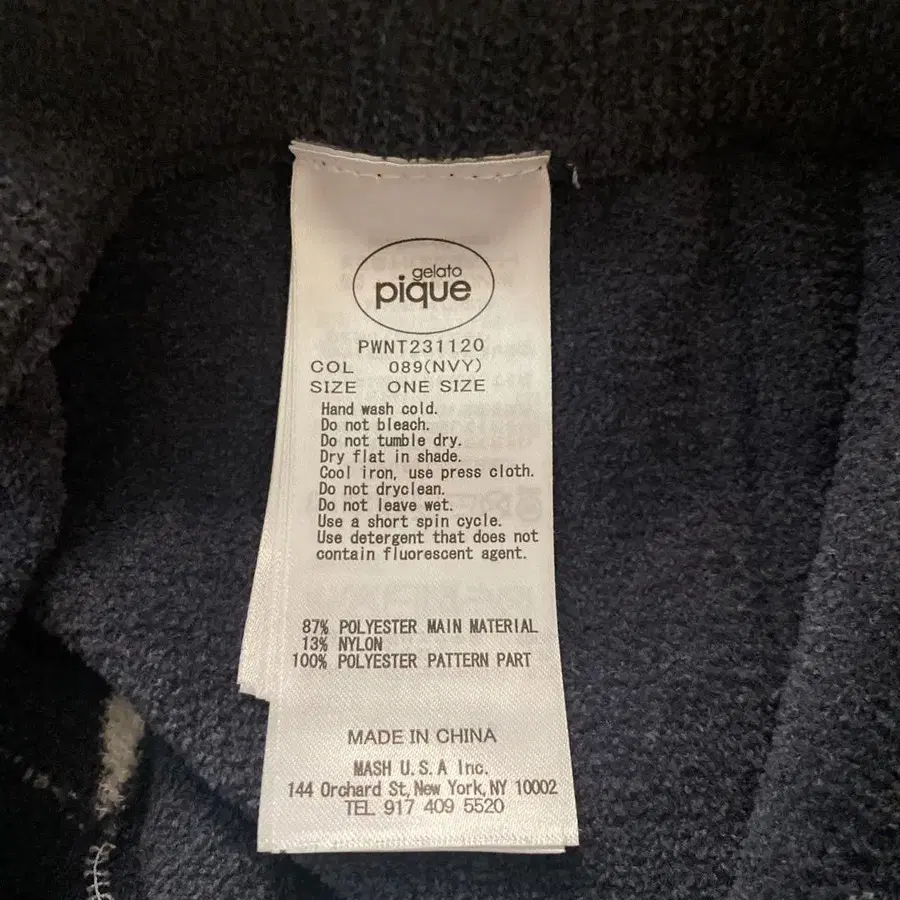 gelato
pique
PWNT231120
COL 089(NVY)
SIZE ONE SIZE
Hand wash cold.
Do not bleach.
Do not tumble dry.
Dry flat in shade.
Cool iron, use press cloth.
Do not dryclean.
Do not leave wet.
Use a short spin cycle.
Use detergent that does not
contain fluorescent agent.
87% POLYESTER MAIN MATERIAL
13% NYLON
100% POLYESTER PATTERN PART
MADE IN CHINA
MASH U.S.A Inc.
144 Orchard St, New York, NY 10002
TEL 917 409 5520